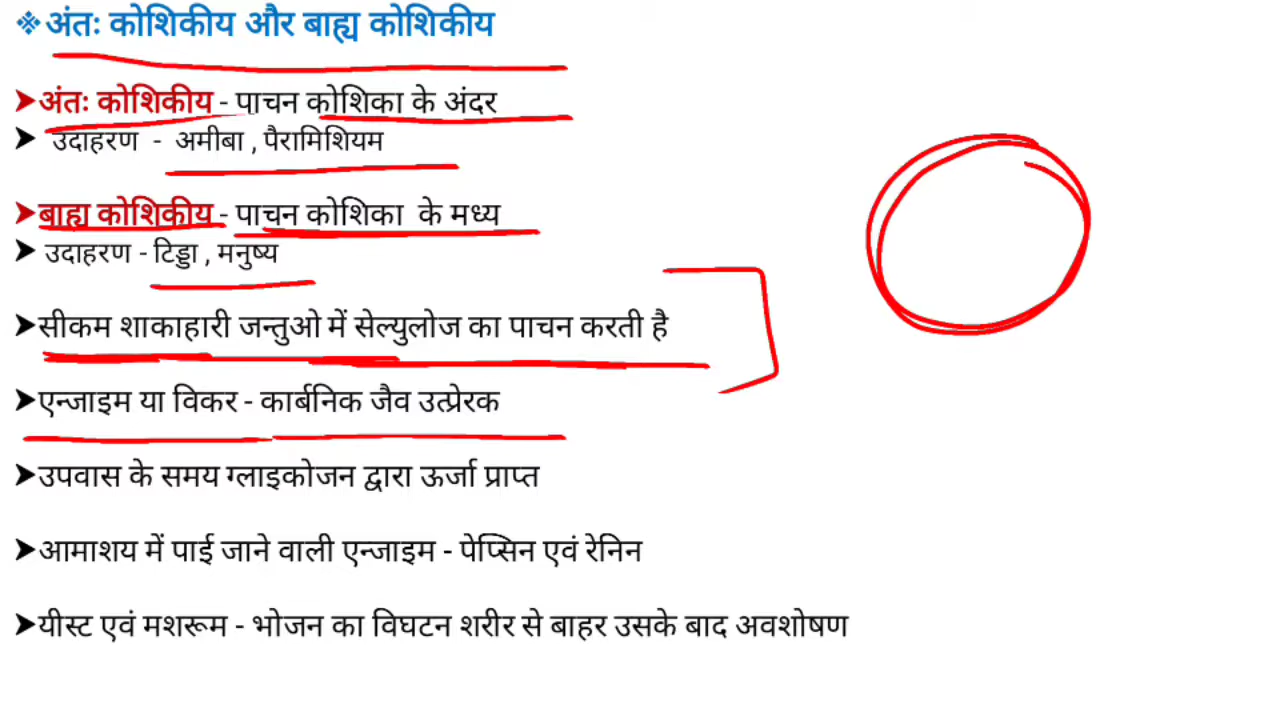 ❖अंतः कोशिकीय और बाह्य कोशिकीय
➤अंतः कोशिकीय - पाचन कोशिका के अंदर
➤ उदाहरण - अमीबा , पैरामिशियम
➤बाह्य कोशिकीय - पाचन कोशिका के मध्य
➤ उदाहरण - टिड्डा , मनुष्य
➤सीकम शाकाहारी जन्तुओ में सेल्युलोज का पाचन करती है
➤एन्जाइम या विकर - कार्बनिक जैव उत्प्रेरक
➤उपवास के समय ग्लाइकोजन द्वारा ऊर्जा प्राप्त
➤आमाशय में पाई जाने वाली एन्जाइम - पेप्सिन एवं रेनिन
➤यीस्ट एवं मशरूम - भोजन का विघटन शरीर से बाहर उसके बाद अवशोषण